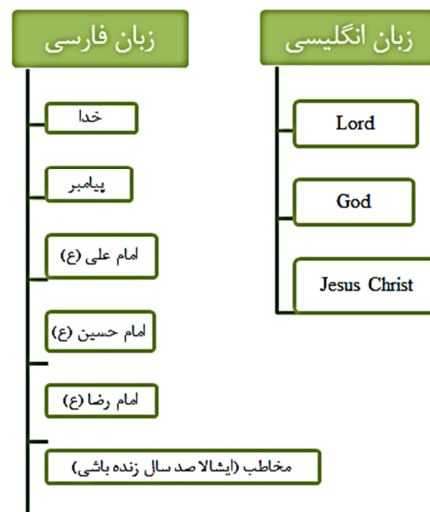 زبان فارسی
خدا
پیامبر
امام علی (ع)
امام حسین (ع)
امام رضا (ع)
مخاطب (ایشالا صد سال زنده باشی)
زبان انگلیسی
Lord
God
Jesus Christ